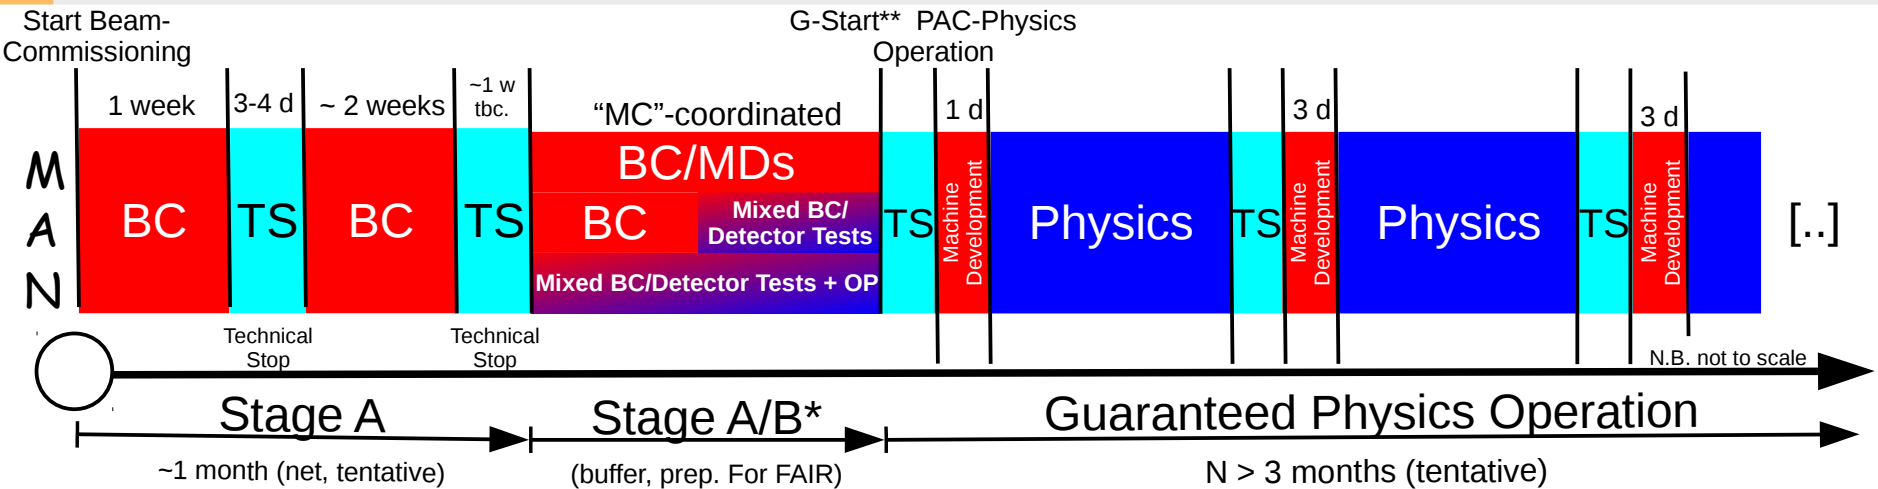 Start Beam-
Commissioning
G-Start**  PAC-Physics
Operation
1 week
3-4 d
~ 2 weeks
~1 w
tbc.
“MC”-coordinated
1 d
3 d
3 d
M
A
N
BC
TS
BC
TS
BC/MDs
BC
Mixed BC/
Detector Tests
Mixed BC/Detector Tests + OP
TS
Machine
Development
Physics
TS
Machine
Development
Physics
TS
Machine
Development
[..]
Technical
Stop
Technical
Stop
N.B. not to scale
Stage A
Stage A/B*
Guaranteed Physics Operation
~1 month (net, tentative)
(buffer, prep. For FAIR)
N > 3 months (tentative)